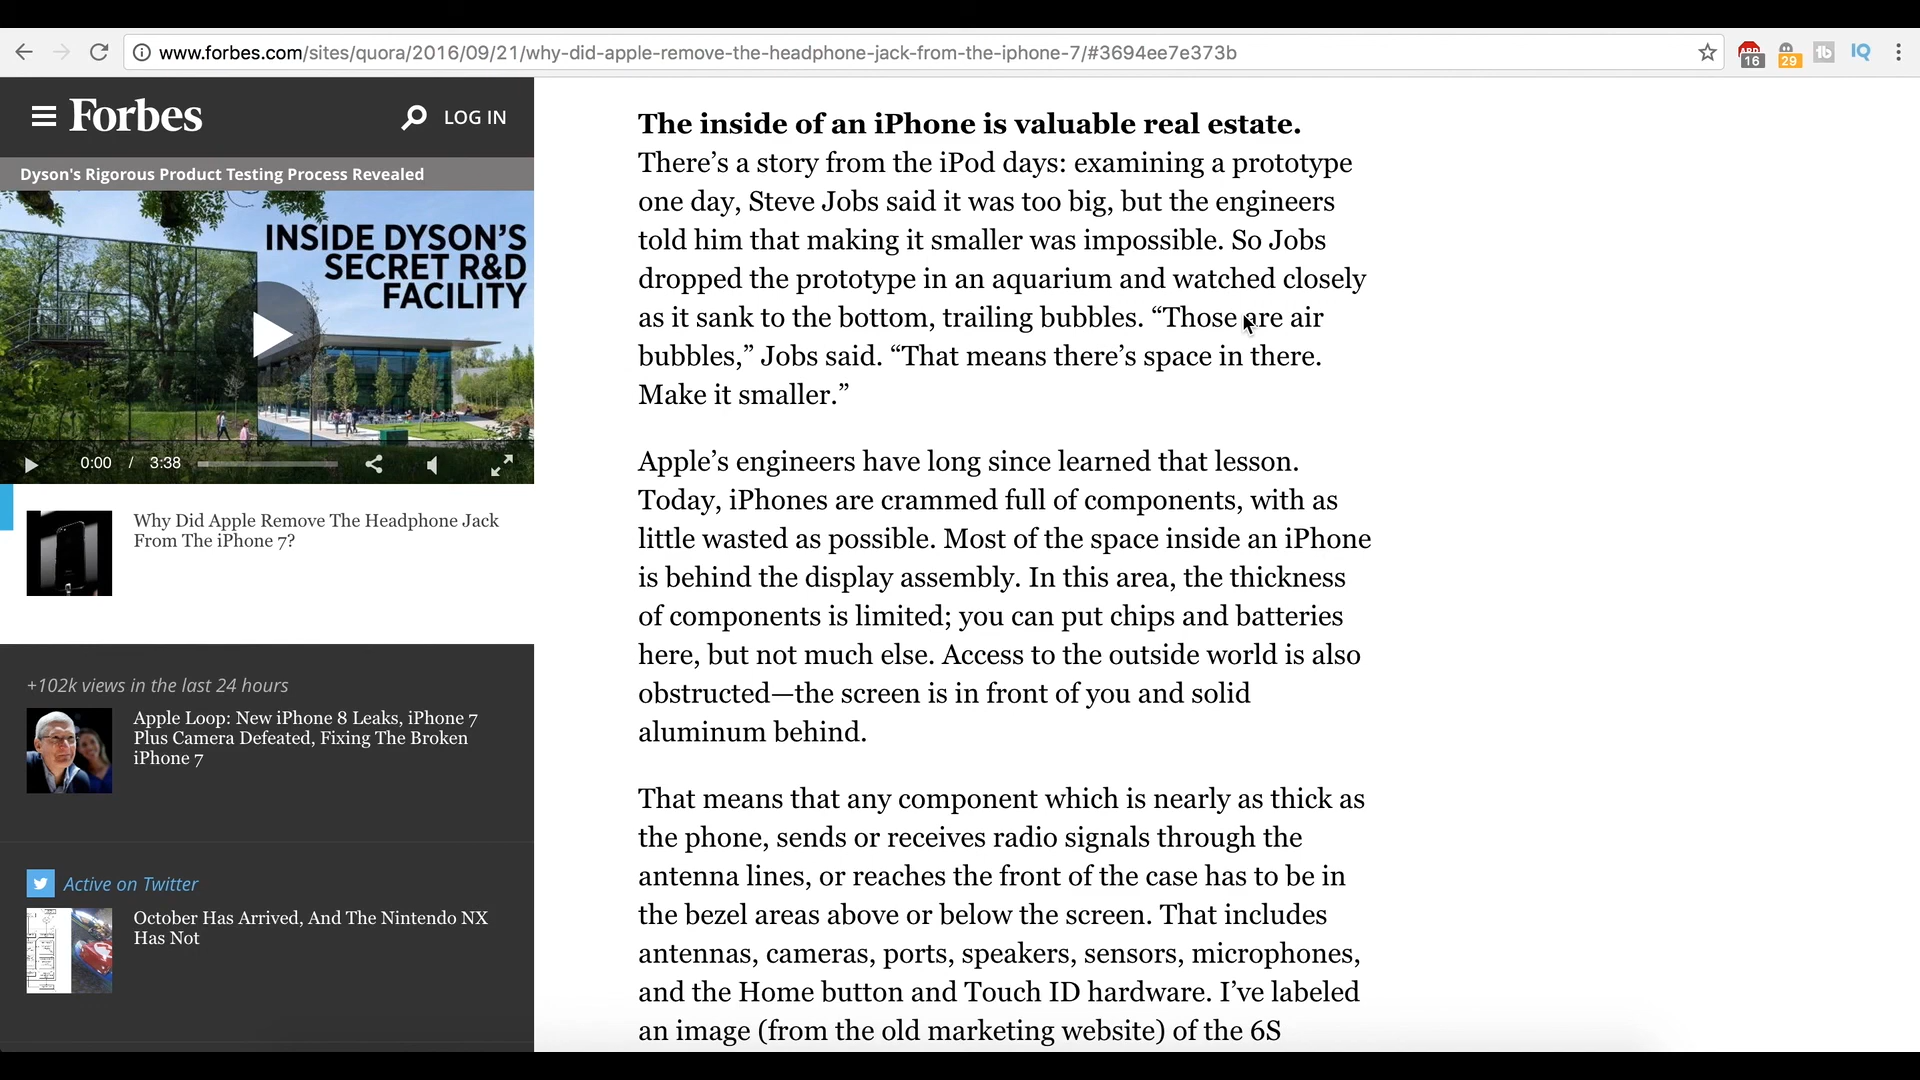 www.forbes.com/sites/quora/2016/09/21/why-did-apple-remove-the-headphone-jack-from-the-iphone-7/#3694ee7e373b
ABP
16
29
tb
IQ
Forbes
LOG IN
Dyson's Rigorous Product Testing Process Revealed
INSIDE DYSON'S
SECRET R&D
FACILITY
0:00 / 3:38
Why Did Apple Remove The Headphone Jack
From The iPhone 7?
+102k views in the last 24 hours
Apple Loop: New iPhone 8 Leaks, iPhone 7
Plus Camera Defeated, Fixing The Broken
iPhone 7
Active on Twitter
October Has Arrived, And The Nintendo NX
Has Not
The inside of an iPhone is valuable real estate.
There’s a story from the iPod days: examining a prototype
one day, Steve Jobs said it was too big, but the engineers
told him that making it smaller was impossible. So Jobs
dropped the prototype in an aquarium and watched closely
as it sank to the bottom, trailing bubbles. “Those are air
bubbles,” Jobs said. “That means there’s space in there.
Make it smaller.”
Apple’s engineers have long since learned that lesson.
Today, iPhones are crammed full of components, with as
little wasted as possible. Most of the space inside an iPhone
is behind the display assembly. In this area, the thickness
of components is limited; you can put chips and batteries
here, but not much else. Access to the outside world is also
obstructed—the screen is in front of you and solid
aluminum behind.
That means that any component which is nearly as thick as
the phone, sends or receives radio signals through the
antenna lines, or reaches the front of the case has to be in
the bezel areas above or below the screen. That includes
antennas, cameras, ports, speakers, sensors, microphones,
and the Home button and Touch ID hardware. I’ve labeled
an image (from the old marketing website) of the 6S